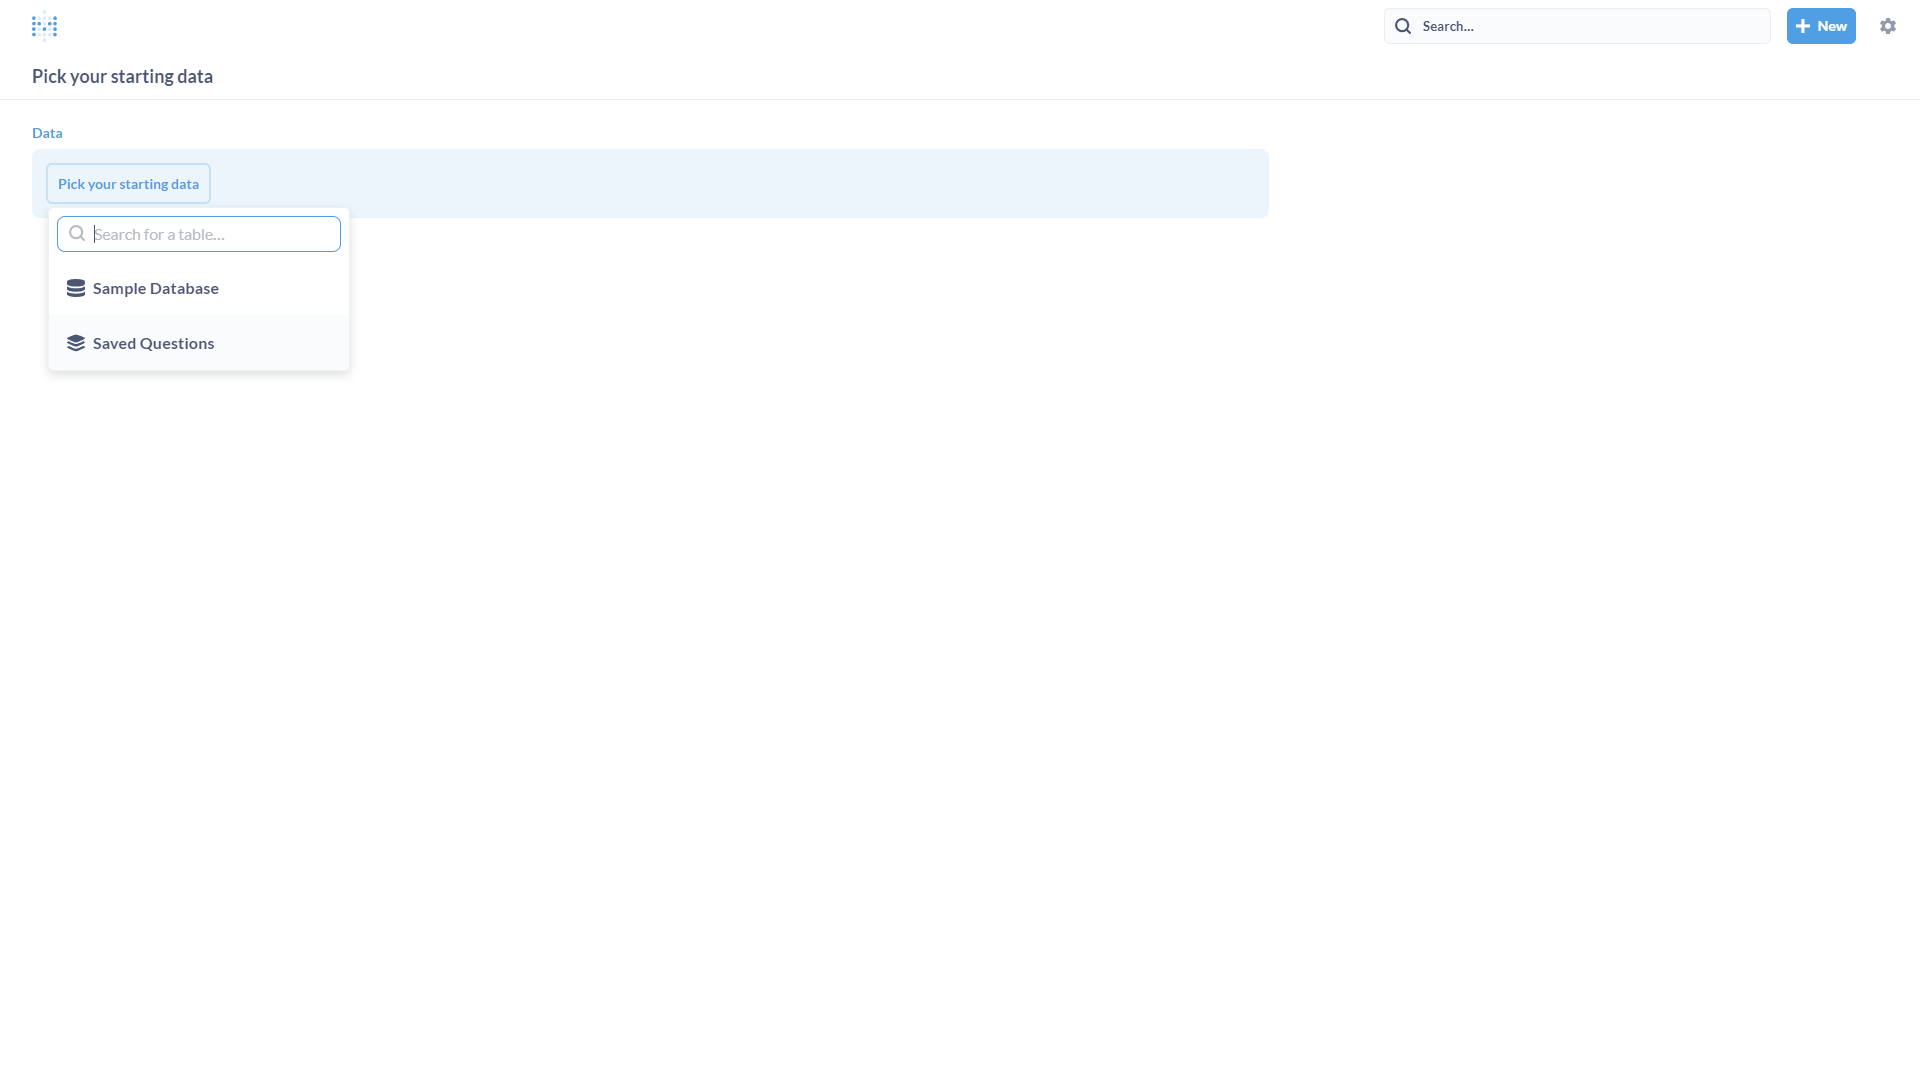 Search...
New
Pick your starting data
Data
Pick your starting data
Search for a table...
Sample Database
Saved Questions